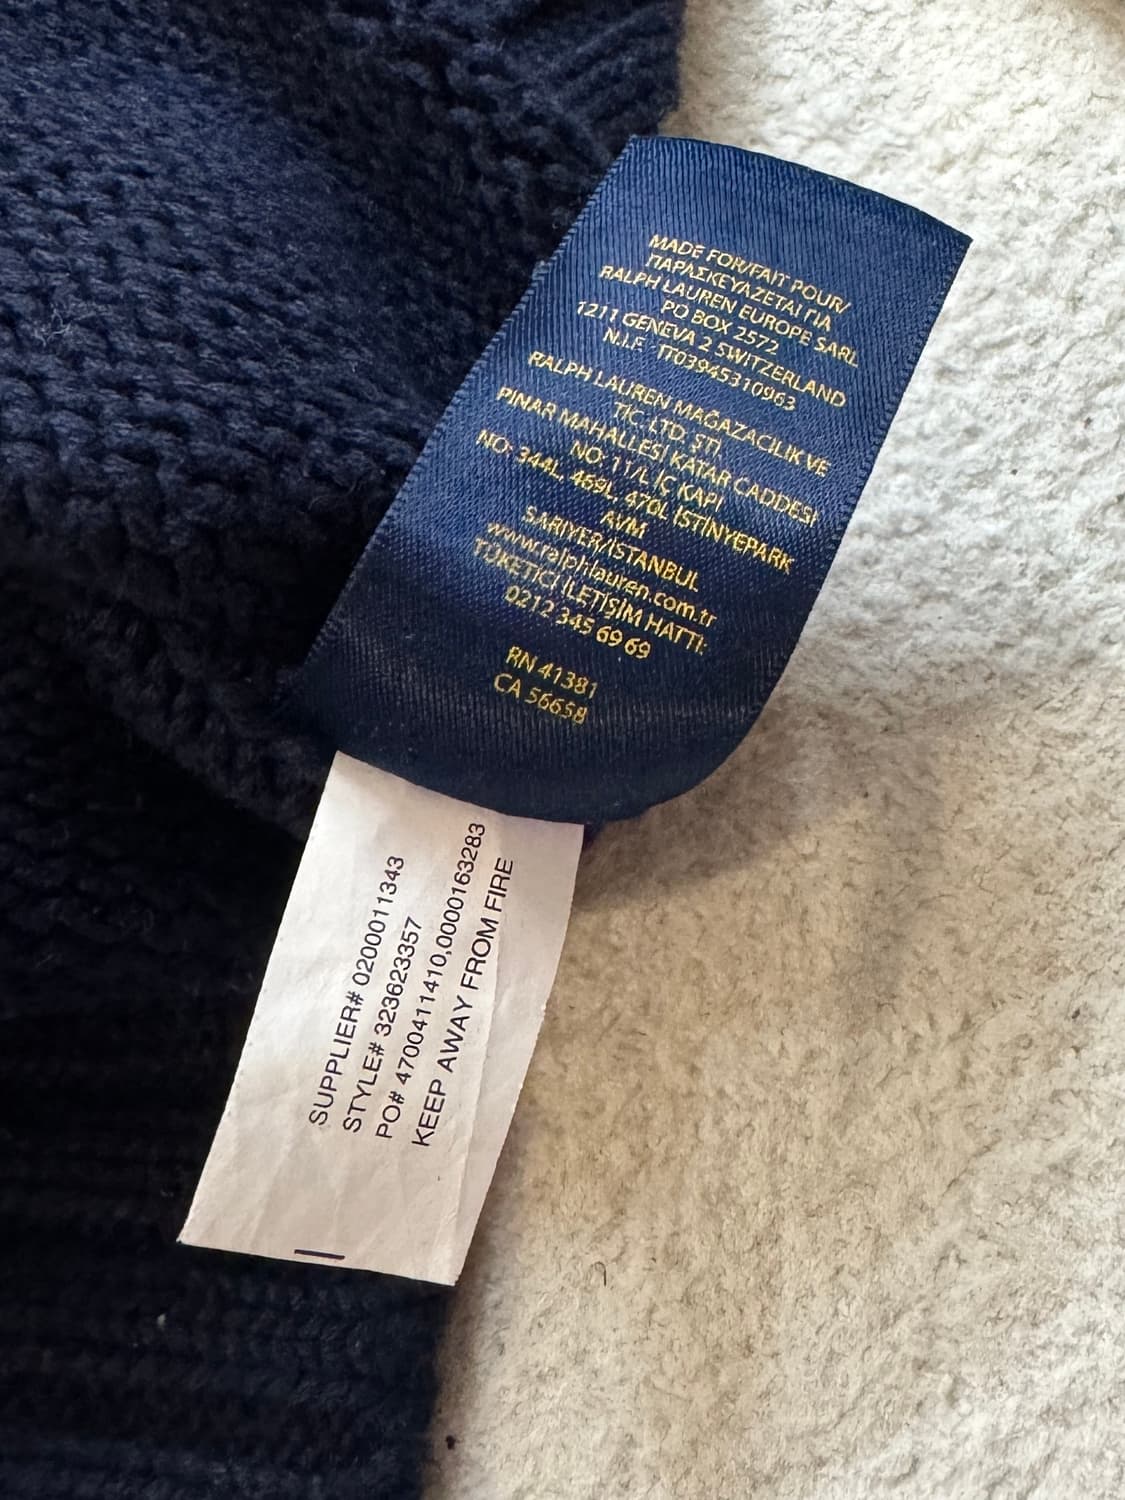 MADE FOR/FAIT POUR/
ΠΑΡΑΣΚΕΥΑΖΕΤΑΙ ΓΙΑ
RALPH LAUREN EUROPE SARL
PO BOX 2572
1211 GENEVA 2 SWITZERLAND
N.I.F. IT03945310963
RALPH LAUREN MAĞAZACILIK VE
TİC. LTD. ŞTİ.
PINAR MAHALLESİ KATAR CADDESİ
NO: 11/L İÇ KAPI
NO: 344L, 469L, 470L İSTİNYEPARK
AVM
SARIYER/İSTANBUL
www.ralphlauren.com.tr
TÜKETİCİ İLETİŞİM HATTI:
0212 345 69 69
RN 41381
CA 56658
SUPPLIER# 0200011343
STYLE# 323623357
PO# 4700411410,0000163283
KEEP AWAY FROM FIRE